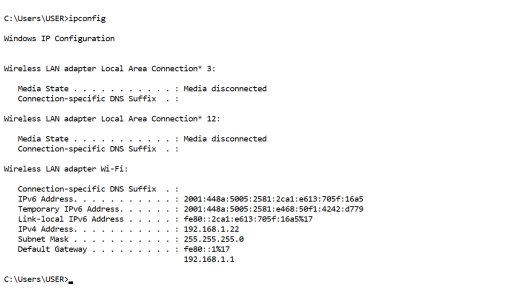 C:\Users\USER>ipconfig
Windows IP Configuration
Wireless LAN adapter Local Area Connection* 3:
Media State . . . . . . . . . . . : Media disconnected
Connection-specific DNS Suffix  . :
Wireless LAN adapter Local Area Connection* 12:
Media State . . . . . . . . . . . : Media disconnected
Connection-specific DNS Suffix  . :
Wireless LAN adapter Wi-Fi:
Connection-specific DNS Suffix  . :
IPv6 Address. . . . . . . . . . . : 2001:448a:5005:2581:2ca1:e613:705f:16a5
Temporary IPv6 Address. . . . . . : 2001:448a:5005:2581:e468:50f1:4242:d779
Link-local IPv6 Address . . . . . : fe80::2ca1:e613:705f:16a5%17
IPv4 Address. . . . . . . . . . . : 192.168.1.22
Subnet Mask . . . . . . . . . . . : 255.255.255.0
Default Gateway . . . . . . . . . : fe80::1%17
192.168.1.1
C:\Users\USER>